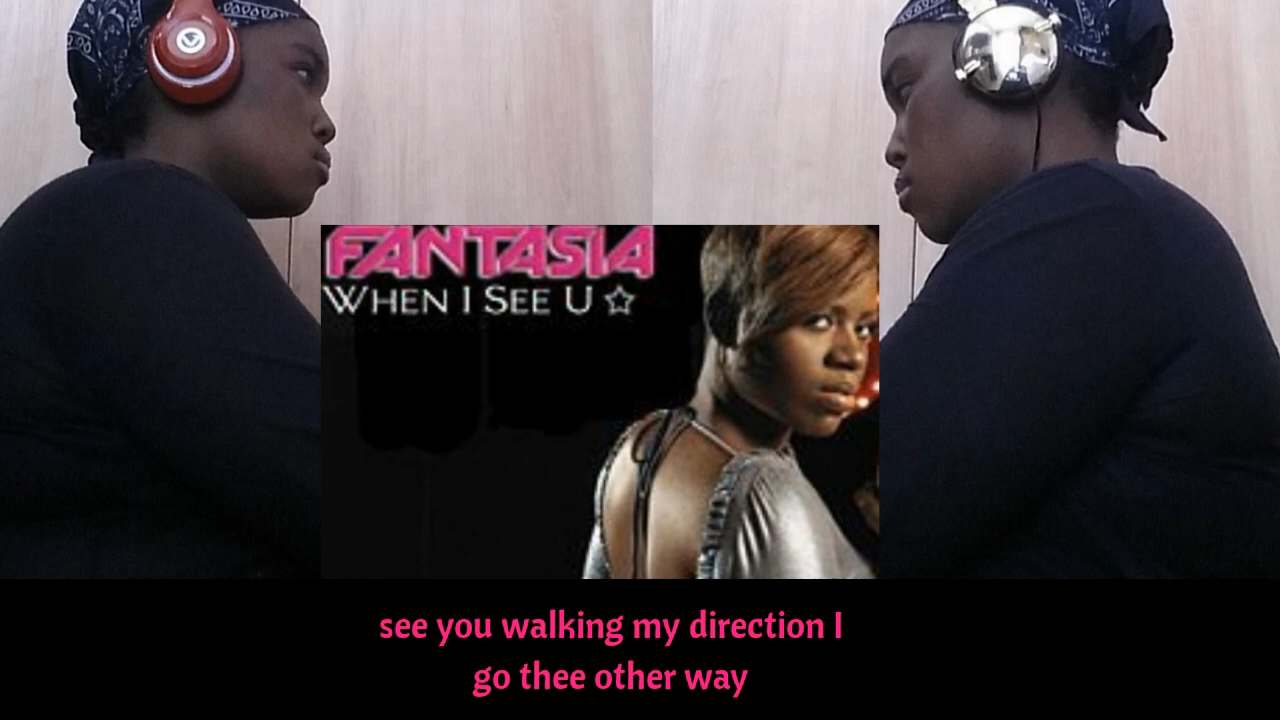 FANTASIA
WHEN I SEE U ☆
see you walking my direction I
go thee other way